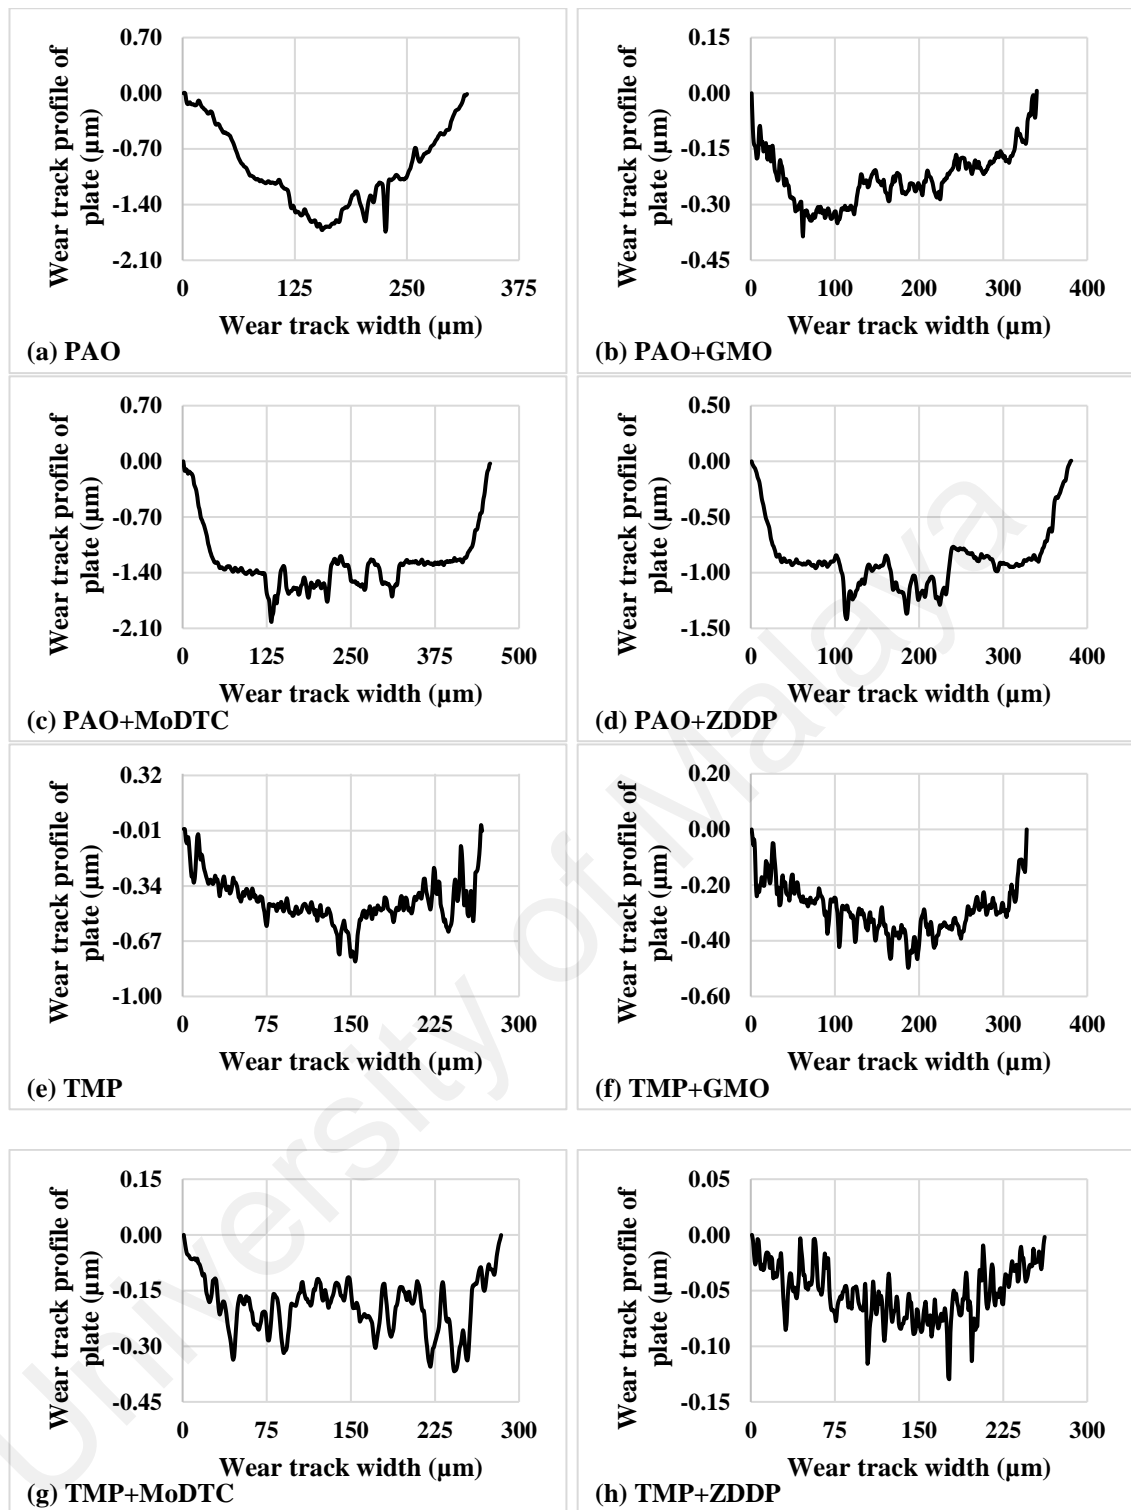 Wear track profile of
plate (µm)
0.70
0.00
-0.70
-1.40
-2.10
0 125 250 375
Wear track width (µm)
(a) PAO
Wear track profile of
plate (µm)
0.15
0.00
-0.15
-0.30
-0.45
0 100 200 300 400
Wear track width (µm)
(b) PAO+GMO
Wear track profile of
plate (µm)
0.70
0.00
-0.70
-1.40
-2.10
0 125 250 375 500
Wear track width (µm)
(c) PAO+MoDTC
Wear track profile of
plate (µm)
0.50
0.00
-0.50
-1.00
-1.50
0 100 200 300 400
Wear track width (µm)
(d) PAO+ZDDP
Wear track profile of
plate (µm)
0.32
-0.01
-0.34
-0.67
-1.00
0 75 150 225 300
Wear track width (µm)
(e) TMP
Wear track profile of
plate (µm)
0.20
0.00
-0.20
-0.40
-0.60
0 100 200 300 400
Wear track width (µm)
(f) TMP+GMO
Wear track profile of
plate (µm)
0.15
0.00
-0.15
-0.30
-0.45
0 75 150 225 300
Wear track width (µm)
(g) TMP+MoDTC
Wear track profile of
plate (µm)
0.05
0.00
-0.05
-0.10
-0.15
0 75 150 225 300
Wear track width (µm)
(h) TMP+ZDDP
University of Malaya